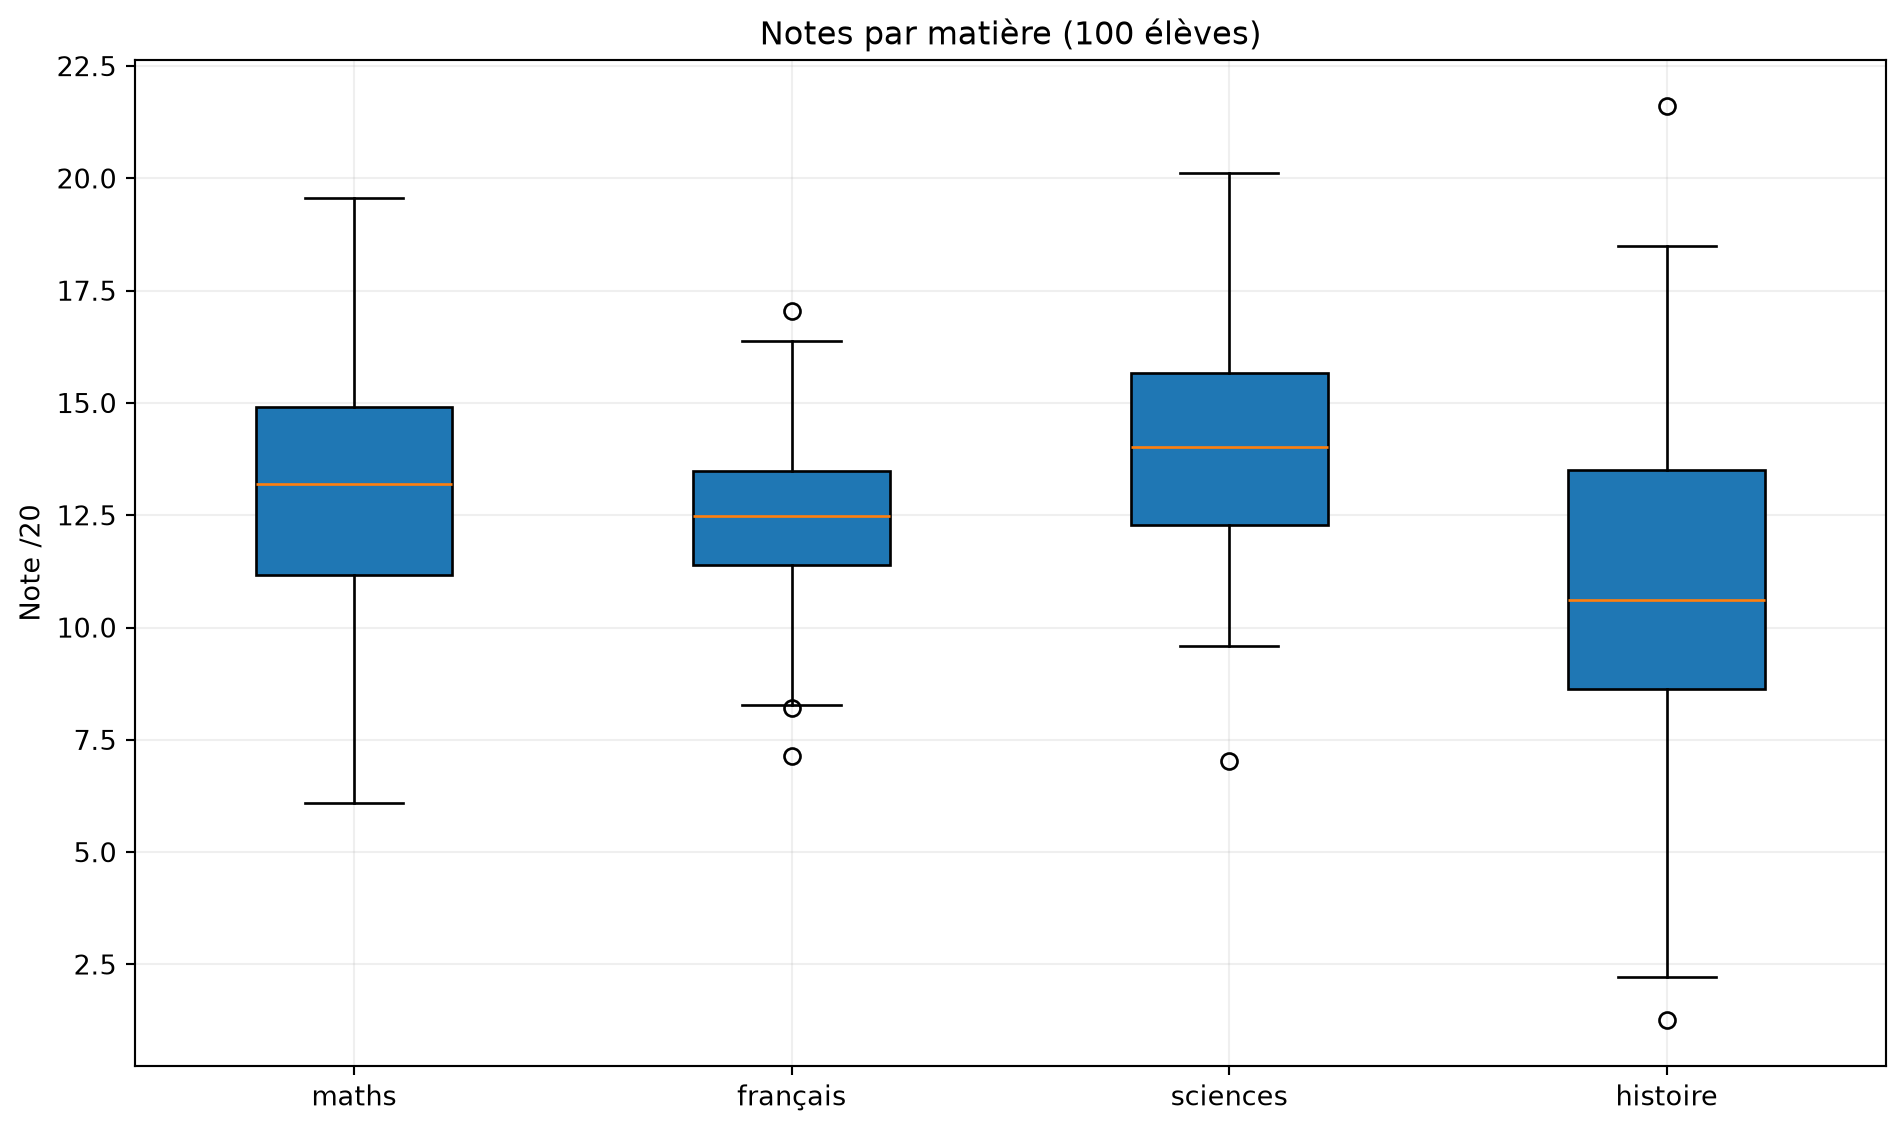 Notes par matière (100 élèves)
22.5
20.0
17.5
15.0
12.5
10.0
7.5
5.0
2.5
Note /20
maths
français
sciences
histoire